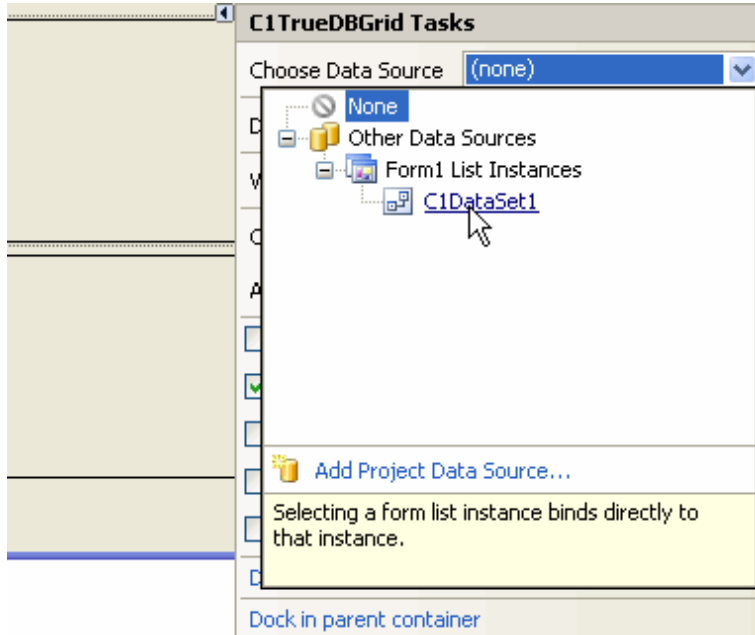 C1TrueDBGrid Tasks
Choose Data Source (none)
None
Other Data Sources
Form1 List Instances
C1DataSet1
Add Project Data Source...
Selecting a form list instance binds directly to
that instance.
Dock in parent container